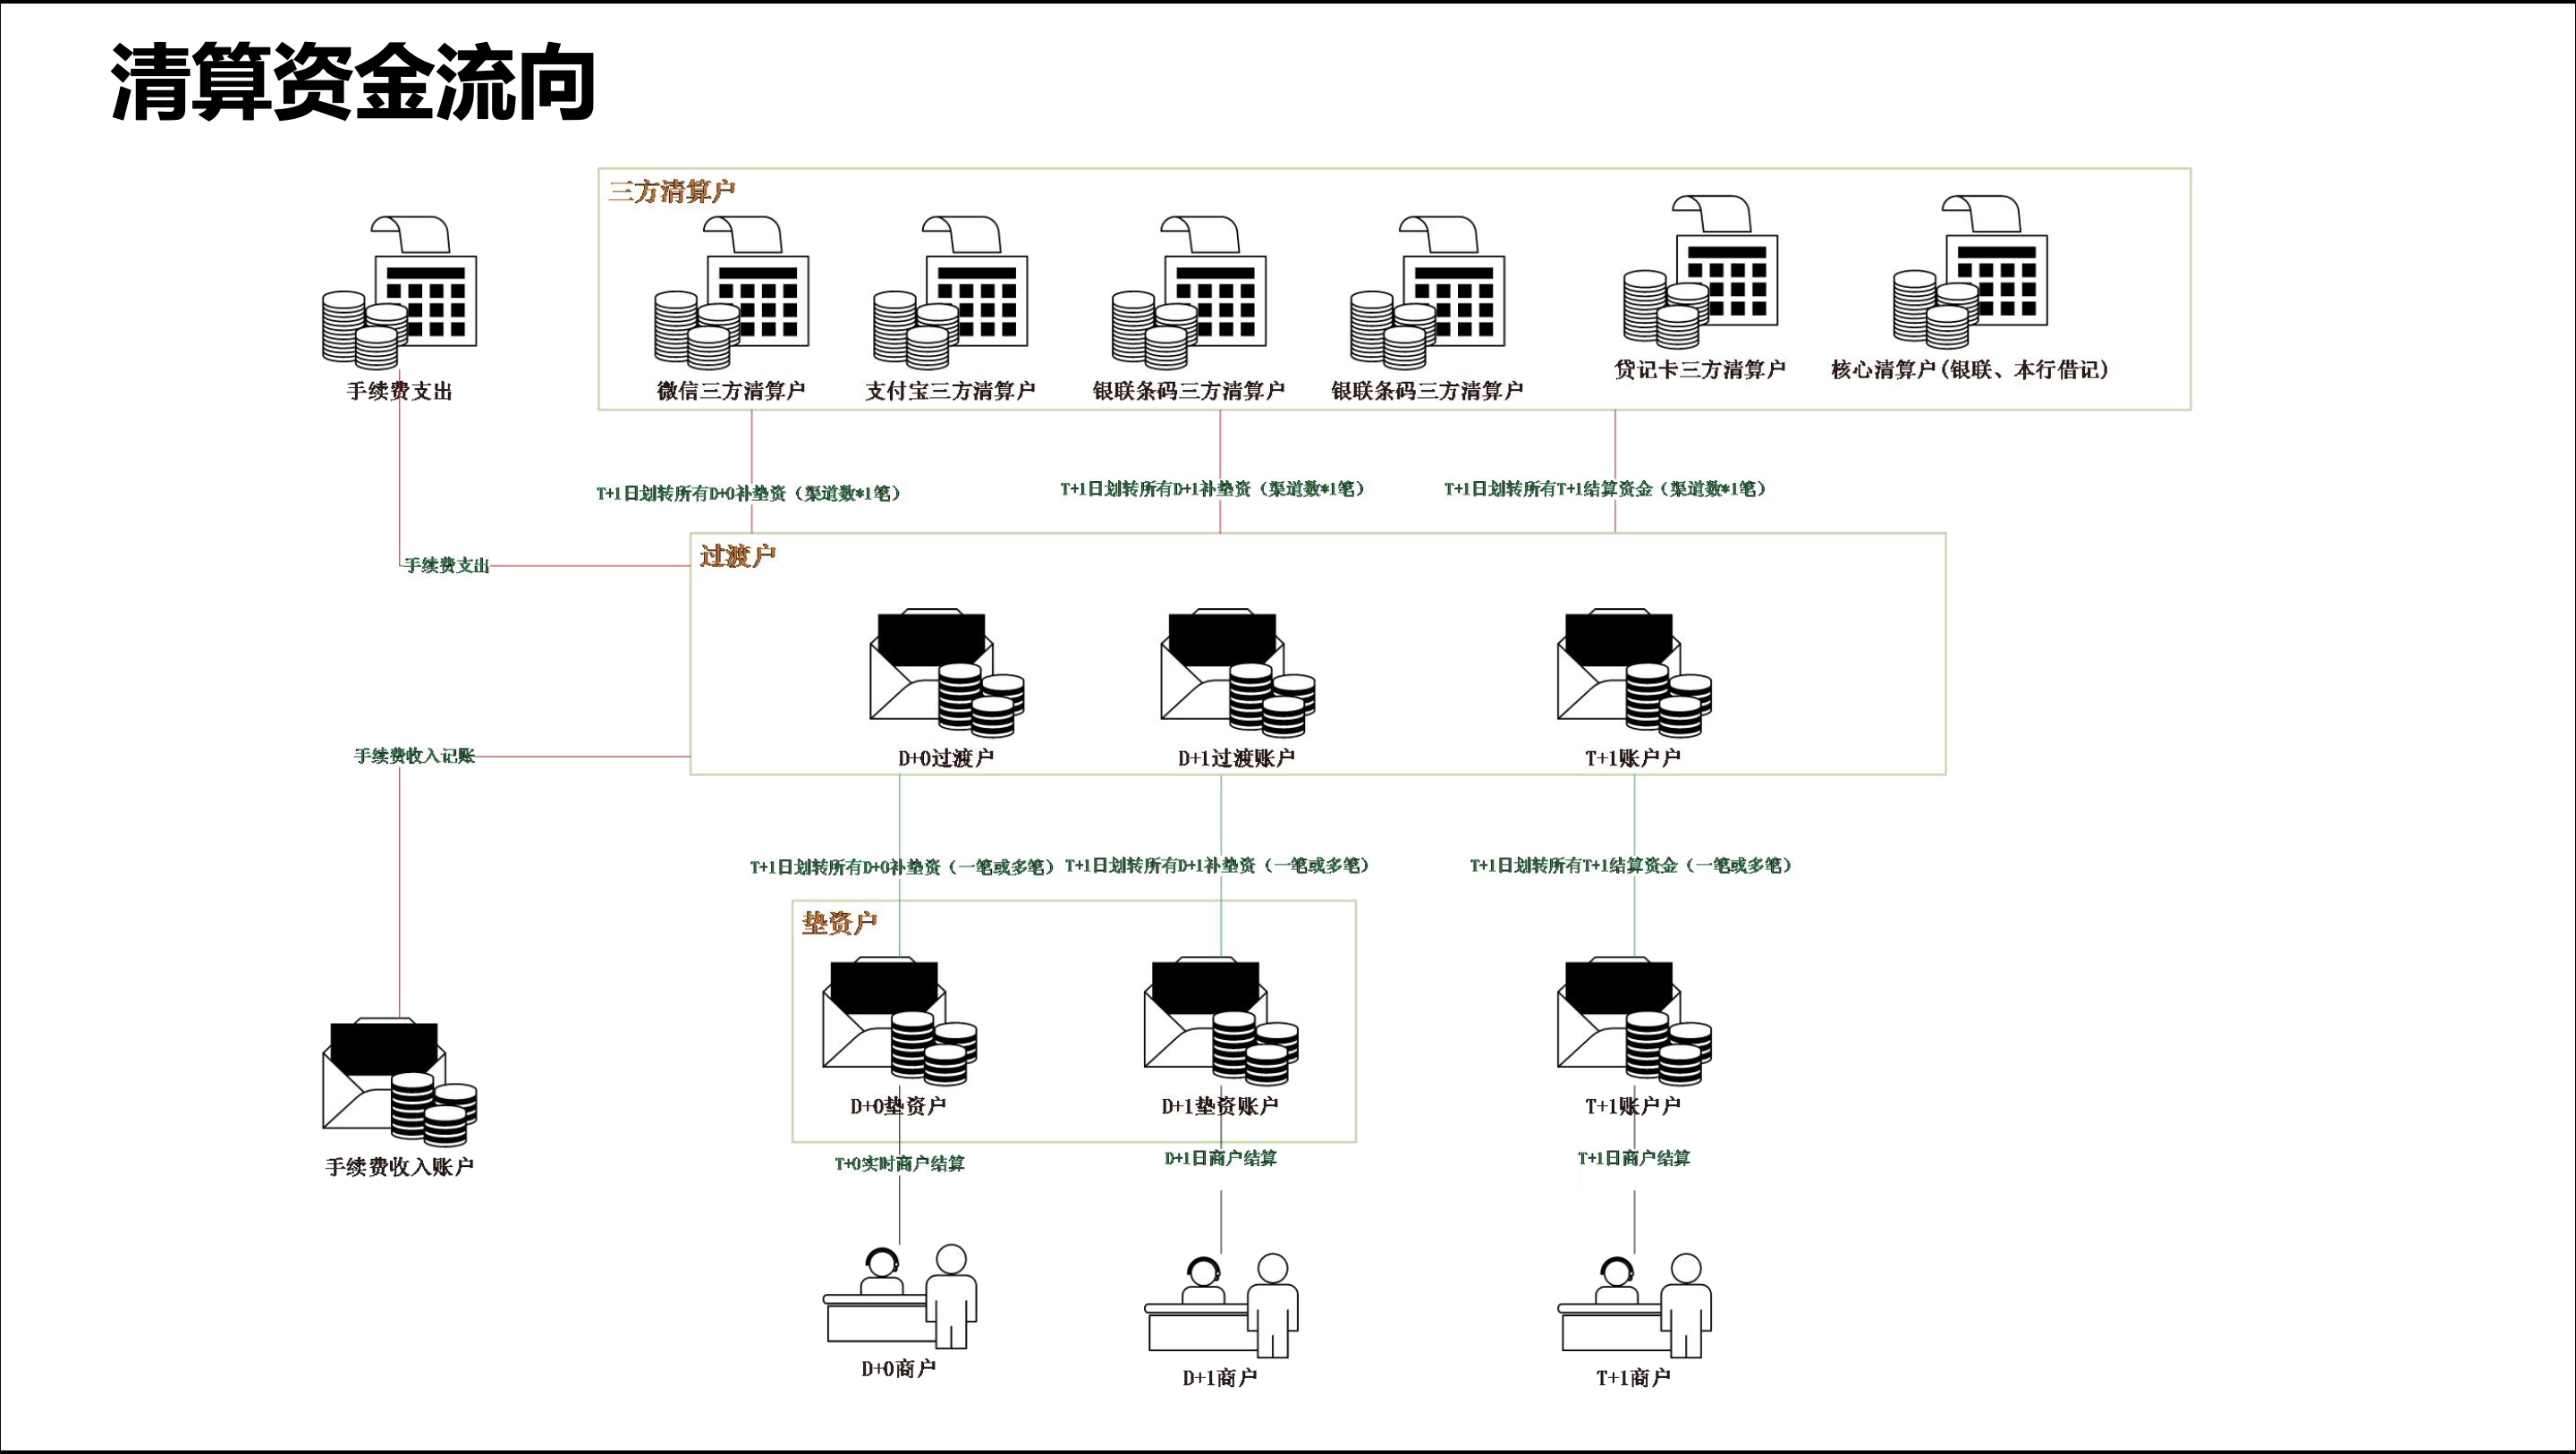 清算资金流向
三方清算户
手续费支出
微信三方清算户
支付宝三方清算户
银联条码三方清算户
银联条码三方清算户
贷记卡三方清算户
核心清算户(银联、本行借记)
T+1日划转所有D+0补垫资（渠道数*1笔）
T+1日划转所有D+1补垫资（渠道数*1笔）
T+1日划转所有T+1结算资金（渠道数*1笔）
手续费支出
过渡户
手续费收入记账
D+0过渡户
D+1过渡账户
T+1账户户
T+1日划转所有D+0补垫资（一笔或多笔）
T+1日划转所有D+1补垫资（一笔或多笔）
T+1日划转所有T+1结算资金（一笔或多笔）
垫资户
D+0垫资户
D+1垫资账户
T+1账户户
手续费收入账户
T+0实时商户结算
D+1日商户结算
T+1日商户结算
D+0商户
D+1商户
T+1商户